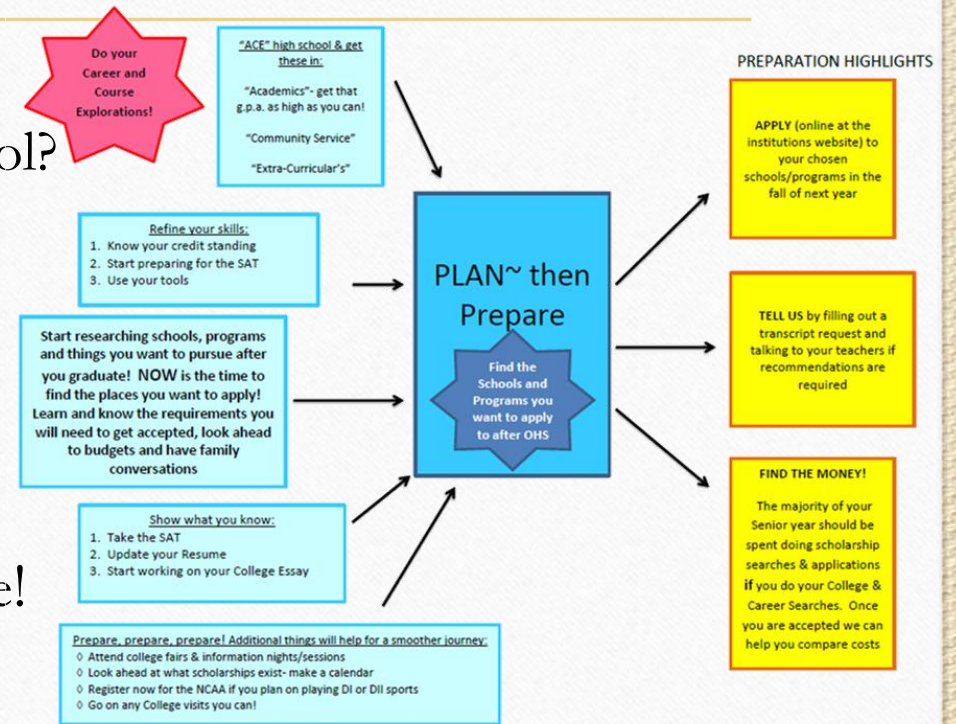 Do your
Career and
Course
Explorations!
ol?
"ACE" high school & get
these in:
"Academics"- get that
g.p.a. as high as you can!
"Community Service"
"Extra-Curricular's"
Refine your skills:
1. Know your credit standing
2. Start preparing for the SAT
3. Use your tools
Start researching schools, programs
and things you want to pursue after
you graduate! NOW is the time to
find the places you want to apply!
Learn and know the requirements you
will need to get accepted, look ahead
to budgets and have family
conversations
Show what you know:
1. Take the SAT
2. Update your Resume
3. Start working on your College Essay
e!
Prepare, prepare, prepare! Additional things will help for a smoother journey:
◊ Attend college fairs & information nights/sessions
◊ Look ahead at what scholarships exist- make a calendar
◊ Register now for the NCAA if you plan on playing DI or DII sports
◊ Go on any College visits you can!
PLAN~ then
Prepare
Find the
Schools and
Programs you
want to apply
to after OHS
PREPARATION HIGHLIGHTS
APPLY (online at the
institutions website) to
your chosen
schools/programs in the
fall of next year
TELL US by filling out a
transcript request and
talking to your teachers if
recommendations are
required
FIND THE MONEY!
The majority of your
Senior year should be
spent doing scholarship
searches & applications
if you do your College &
Career Searches. Once
you are accepted we can
help you compare costs